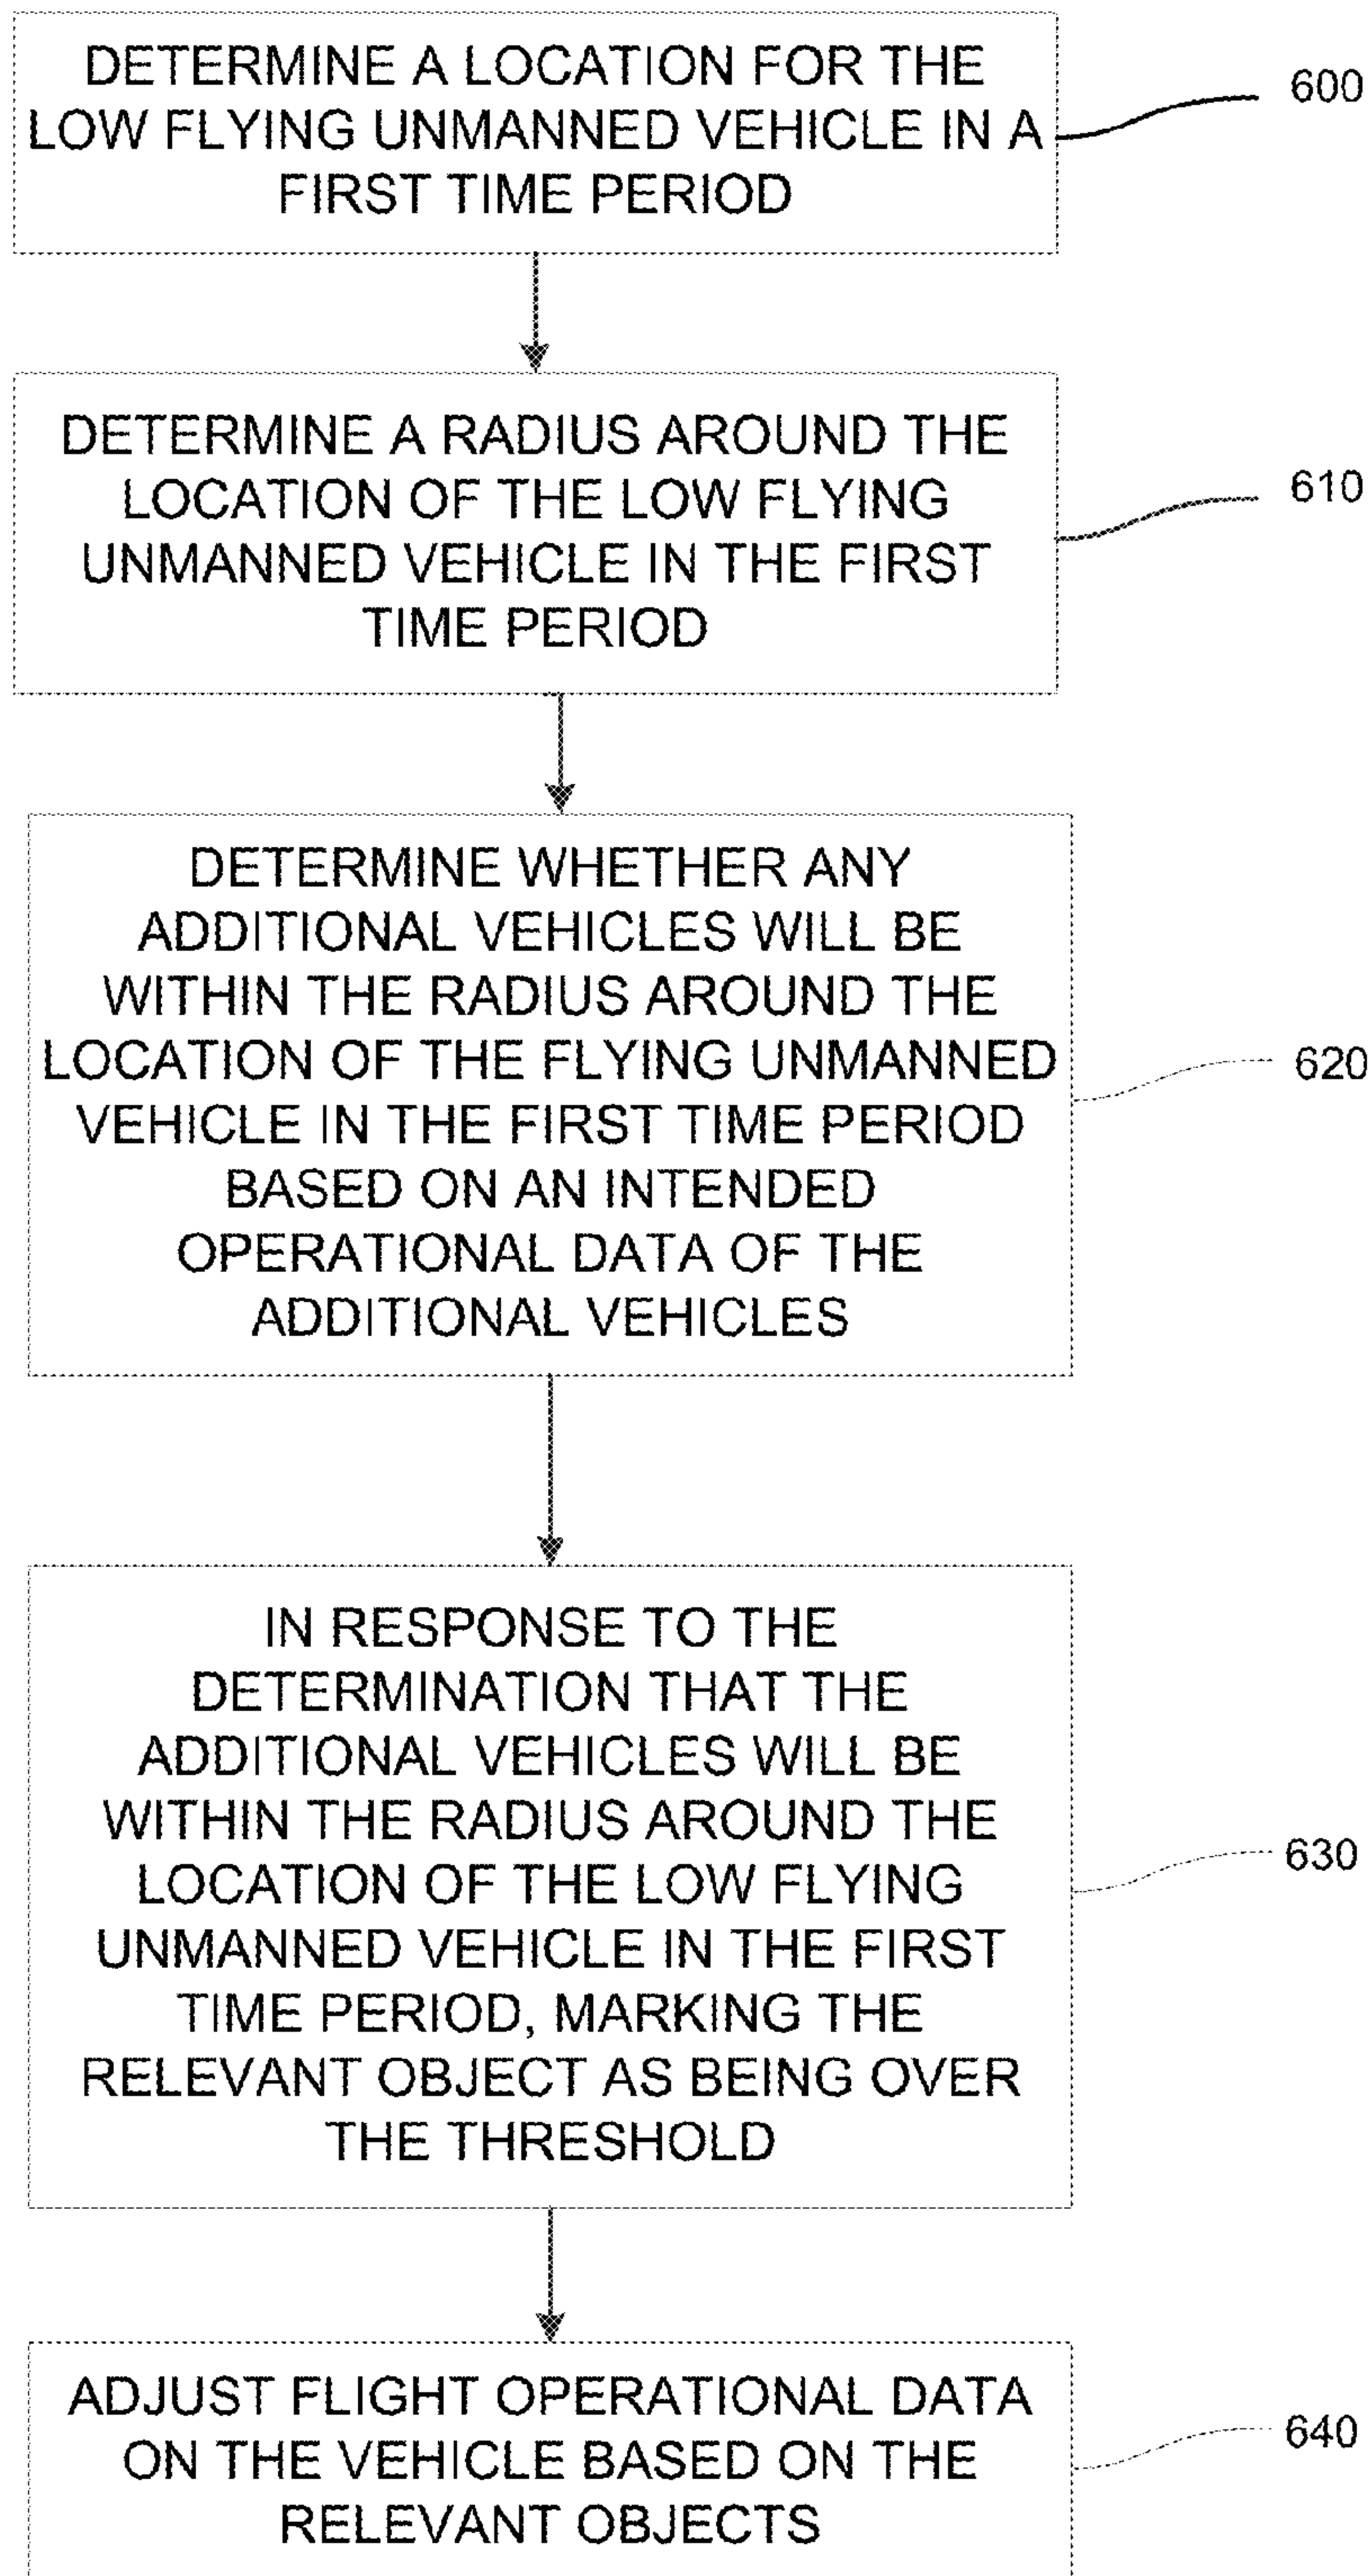 DETERMINE A LOCATION FOR THE
LOW FLYING UNMANNED VEHICLE IN A
FIRST TIME PERIOD
600
DETERMINE A RADIUS AROUND THE
LOCATION OF THE LOW FLYING
UNMANNED VEHICLE IN THE FIRST
TIME PERIOD
610
DETERMINE WHETHER ANY
ADDITIONAL VEHICLES WILL BE
WITHIN THE RADIUS AROUND THE
LOCATION OF THE FLYING UNMANNED
VEHICLE IN THE FIRST TIME PERIOD
BASED ON AN INTENDED
OPERATIONAL DATA OF THE
ADDITIONAL VEHICLES
620
IN RESPONSE TO THE
DETERMINATION THAT THE
ADDITIONAL VEHICLES WILL BE
WITHIN THE RADIUS AROUND THE
LOCATION OF THE LOW FLYING
UNMANNED VEHICLE IN THE FIRST
TIME PERIOD, MARKING THE
RELEVANT OBJECT AS BEING OVER
THE THRESHOLD
630
ADJUST FLIGHT OPERATIONAL DATA
ON THE VEHICLE BASED ON THE
RELEVANT OBJECTS
640